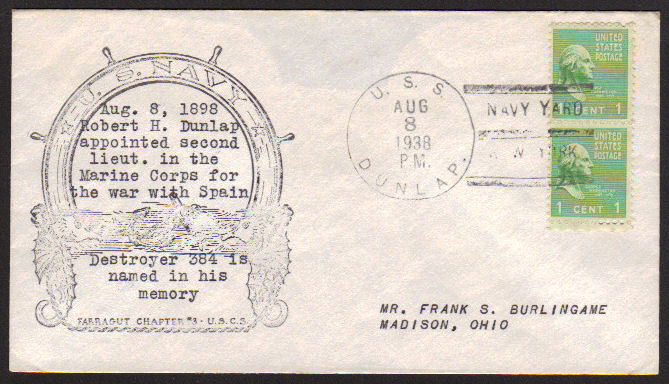 U. S. NAVY
Aug. 8, 1898
Robert H. Dunlap
appointed second
lieut. in the
Marine Corps for
the war with Spain
Destroyer 384 is
named in his
memory
FARRAGUT CHAPTER #3 - U.S.C.S.
U. S. S.
AUG
8
1938
P.M.
DUNLAP.
NAVY YARD
YORK
UNITED
STATES
POSTAGE
CENT 1
UNITED
STATES
POSTAGE
1 CENT 1
MR. FRANK S. BURLINGAME
MADISON, OHIO